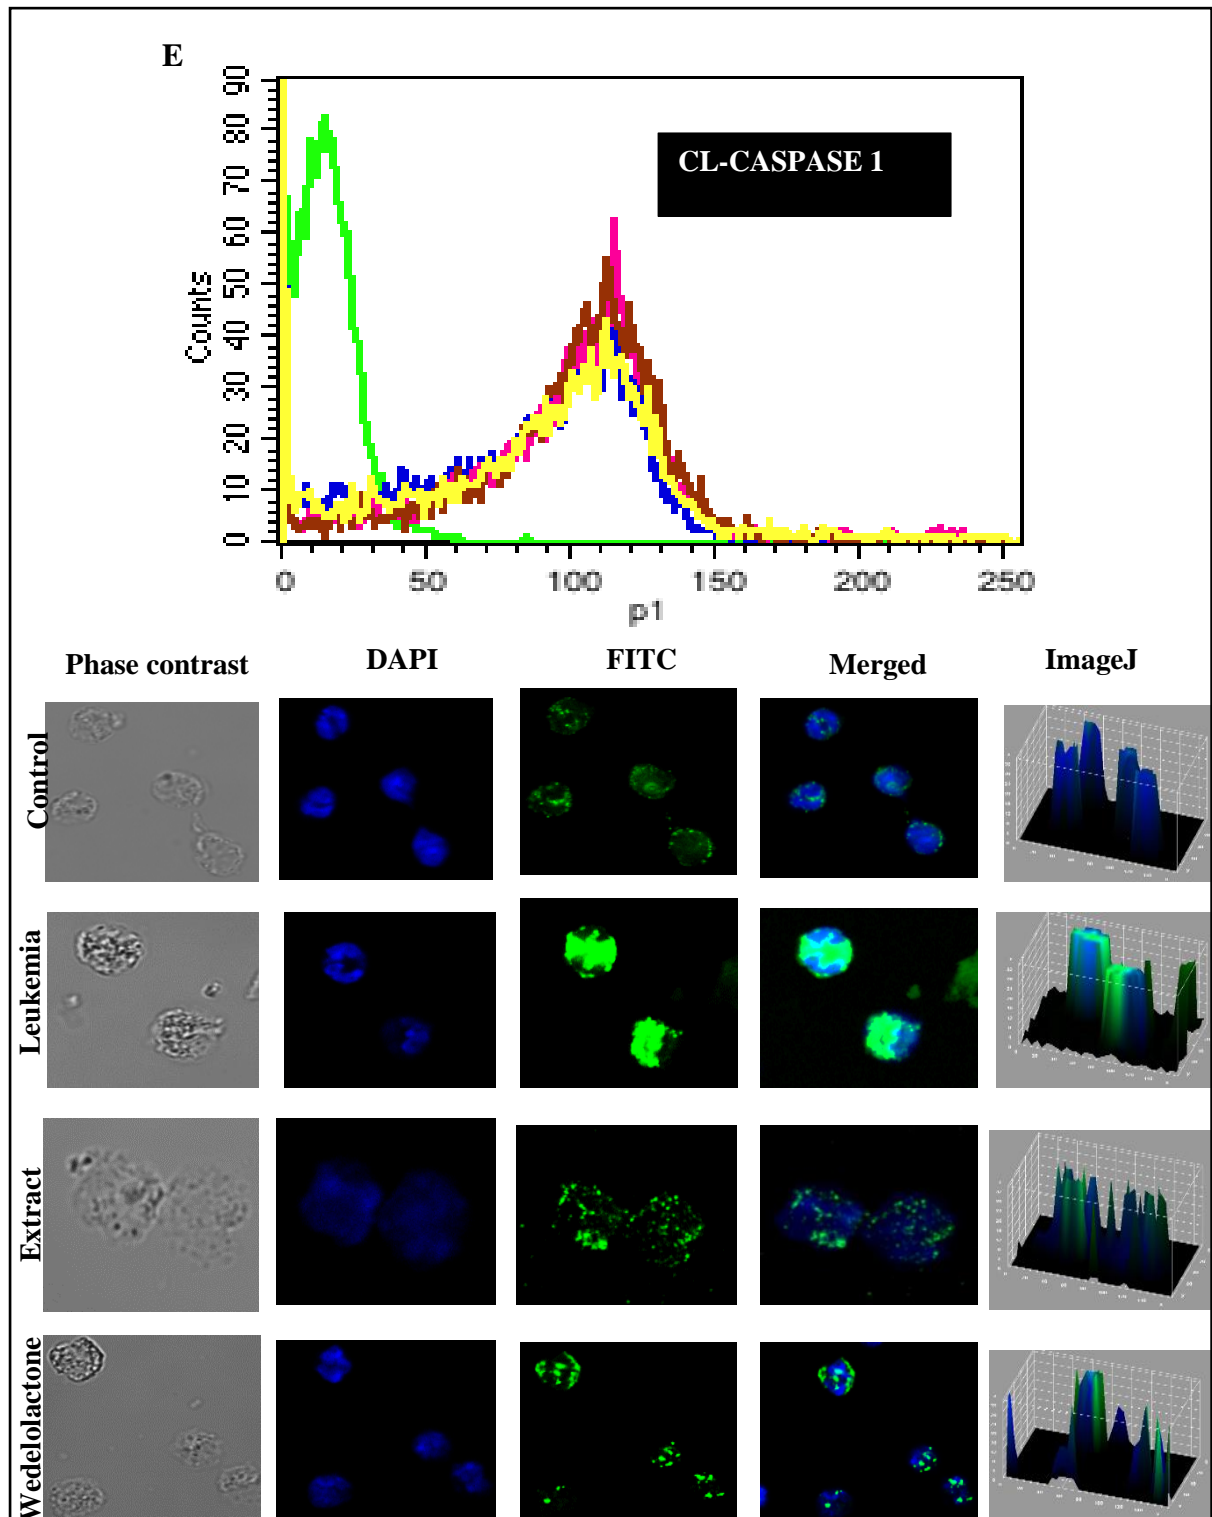 E
CL-CASPASE 1
90
80
70
60
50
40
30
20
10
0
Counts
0 50 100 150 200 250
p1
Phase contrast DAPI FITC Merged ImageJ
Control
Leukemia
Extract
Wedelolactone